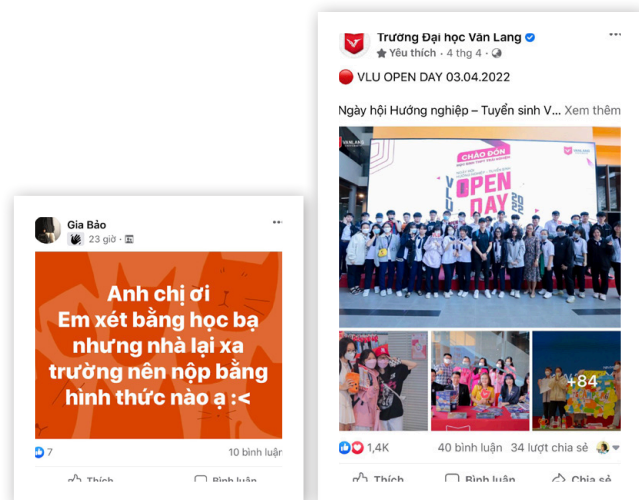 Gia Bảo
23 giờ ·
Anh chị ơi
Em xét bằng học bạ
nhưng nhà lại xa
trường nên nộp bằng
hình thức nào ạ :<
7
10 bình luận
Thích
Bình luận
Trường Đại học Văn Lang
Yêu thích · 4 thg 4 ·
VLU OPEN DAY 03.04.2022
Ngày hội Hướng nghiệp – Tuyển sinh V... Xem thêm
VANLANG
CHÀO ĐÓN
VLU
OPEN
DAY
2022
+84
1,4K
40 bình luận 34 lượt chia sẻ
Thích
Bình luận
Chia sẻ